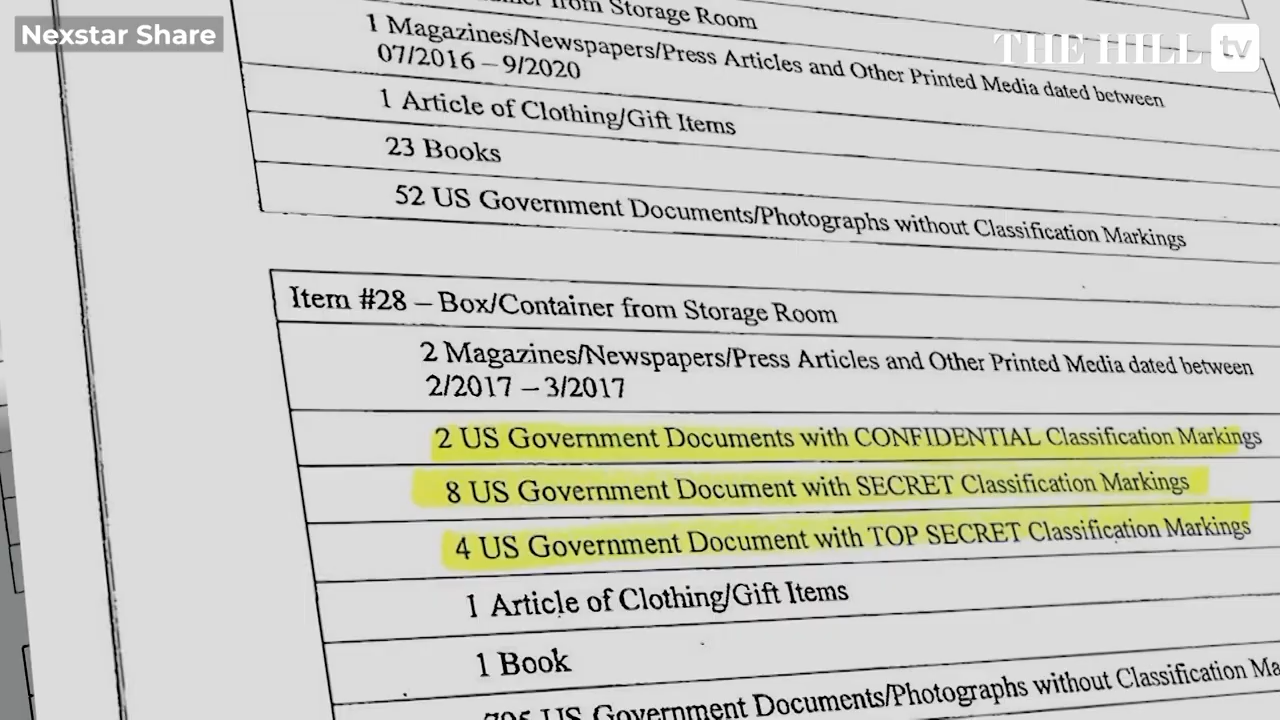 Nexstar Share
THE HILL tv
from Storage Room
1 Magazines/Newspapers/Press Articles and Other Printed Media dated between
07/2016 – 9/2020
1 Article of Clothing/Gift Items
23 Books
52 US Government Documents/Photographs without Classification Markings
Item #28 – Box/Container from Storage Room
2 Magazines/Newspapers/Press Articles and Other Printed Media dated between
2/2017 – 3/2017
2 US Government Documents with CONFIDENTIAL Classification Markings
8 US Government Document with SECRET Classification Markings
4 US Government Document with TOP SECRET Classification Markings
1 Article of Clothing/Gift Items
1 Book
US Government Documents/Photographs without Classification